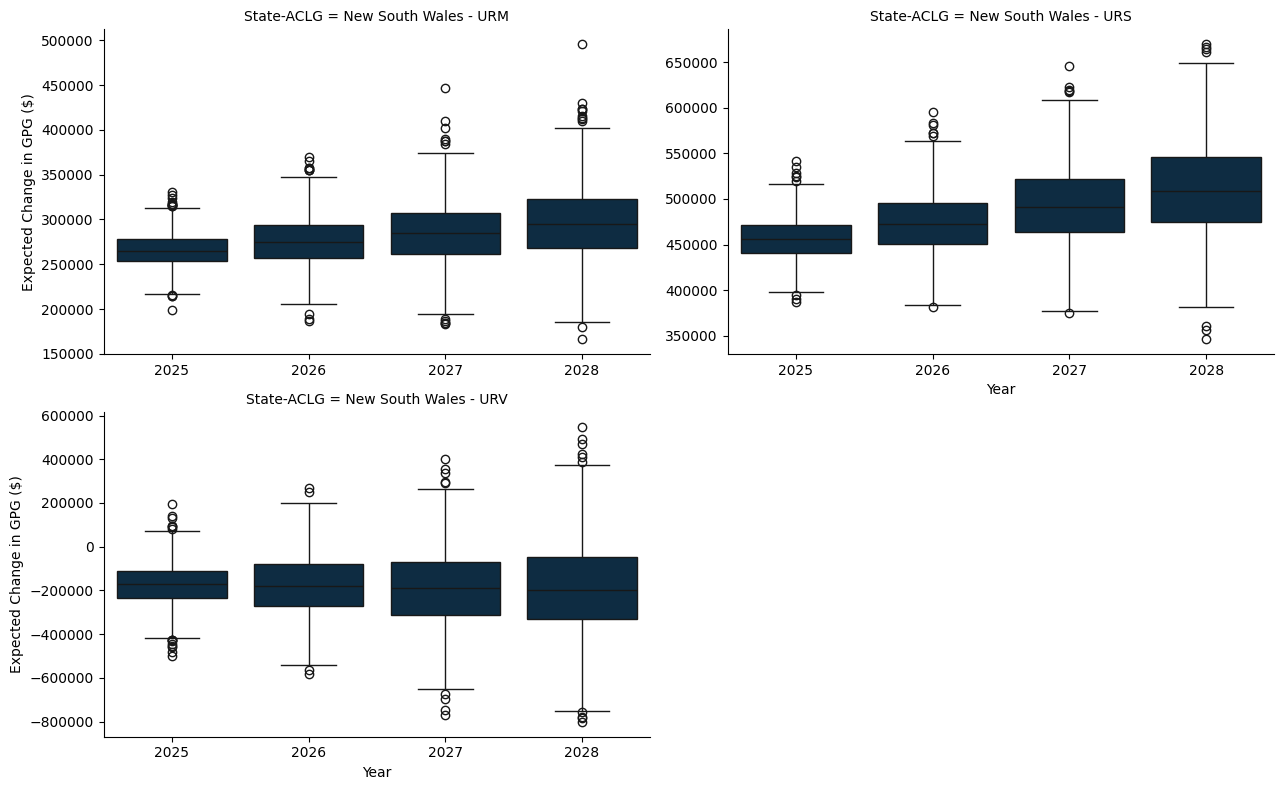 State-ACLG = New South Wales - URM
Expected Change in GPG ($)
500000
450000
400000
350000
300000
250000
200000
150000
2025 2026 2027 2028
State-ACLG = New South Wales - URS
650000
600000
550000
500000
450000
400000
350000
2025 2026 2027 2028
Year
State-ACLG = New South Wales - URV
Expected Change in GPG ($)
600000
400000
200000
0
−200000
−400000
−600000
−800000
2025 2026 2027 2028
Year